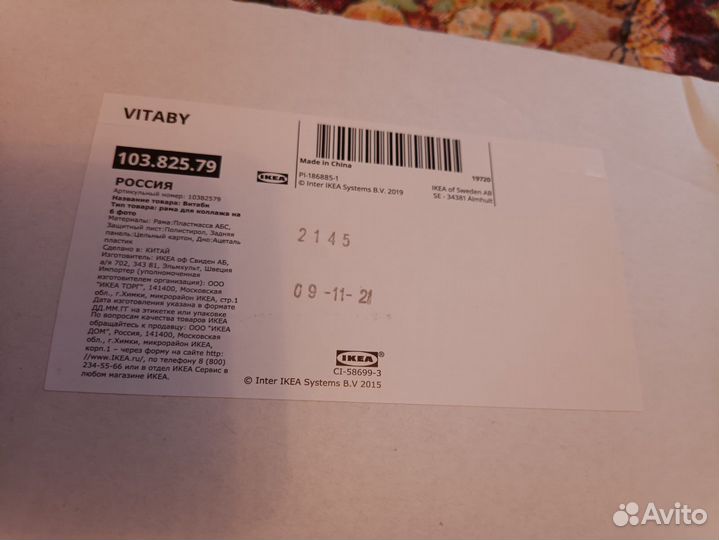 VITABY
103.825.79
РОССИЯ
Артикульный номер: 10382579
Название товара: Витаби
Тип товара: рама для коллажа на
6 фото
Материалы: Рама:Пластмасса АБС,
Защитный лист:Полистирол, Задняя
панель:Цельный картон, Дно:Ацеталь
пластик
Сделано в: КИТАЙ
Изготовитель: ИКЕА оф Свиден АБ,
а/я 702, 343 81, Эльмхульт, Швеция
Импортер (уполномоченная
изготовителем организация): ООО
"ИКЕА ТОРГ", 141400, Московская
обл., г.Химки, микрорайон ИКЕА, стр.1
Дата изготовления указана в формате
ДД.ММ.ГГ на этикетке или упаковке
По вопросам качества товаров ИКЕА
обращайтесь к продавцу: ООО "ИКЕА
ДОМ", Россия, 141400, Московская
обл., г.Химки, микрорайон ИКЕА,
корп.1 – через форму на сайте http:
//www.IKEA.ru/, по телефону 8 (800)
234-55-66 или в отдел ИКЕА Сервис в
любом магазине ИКЕА.
IKEA
Made in China
19720
PI-186885-1
© Inter IKEA Systems B.V. 2019
IKEA of Sweden AB
SE - 34381 Älmhult
2145
09-11-21
IKEA
CI-58699-3
© Inter IKEA Systems B.V 2015
Avito